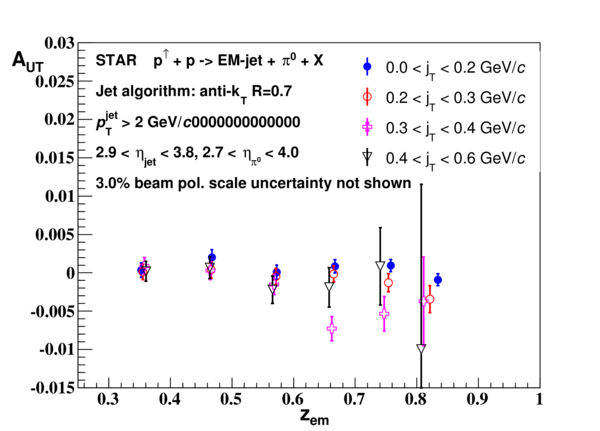 A_UT
0.03
0.025
0.02
0.015
0.01
0.005
0
-0.005
-0.01
-0.015
STAR p↑ + p -> EM-jet + π⁰ + X
Jet algorithm: anti-k_T R=0.7
p_T^jet > 2 GeV/c0000000000000
2.9 < η_jet < 3.8, 2.7 < η_π⁰ < 4.0
3.0% beam pol. scale uncertainty not shown
0.0 < j_T < 0.2 GeV/c
0.2 < j_T < 0.3 GeV/c
0.3 < j_T < 0.4 GeV/c
0.4 < j_T < 0.6 GeV/c
0.3 0.4 0.5 0.6 0.7 0.8 0.9 1
z_em